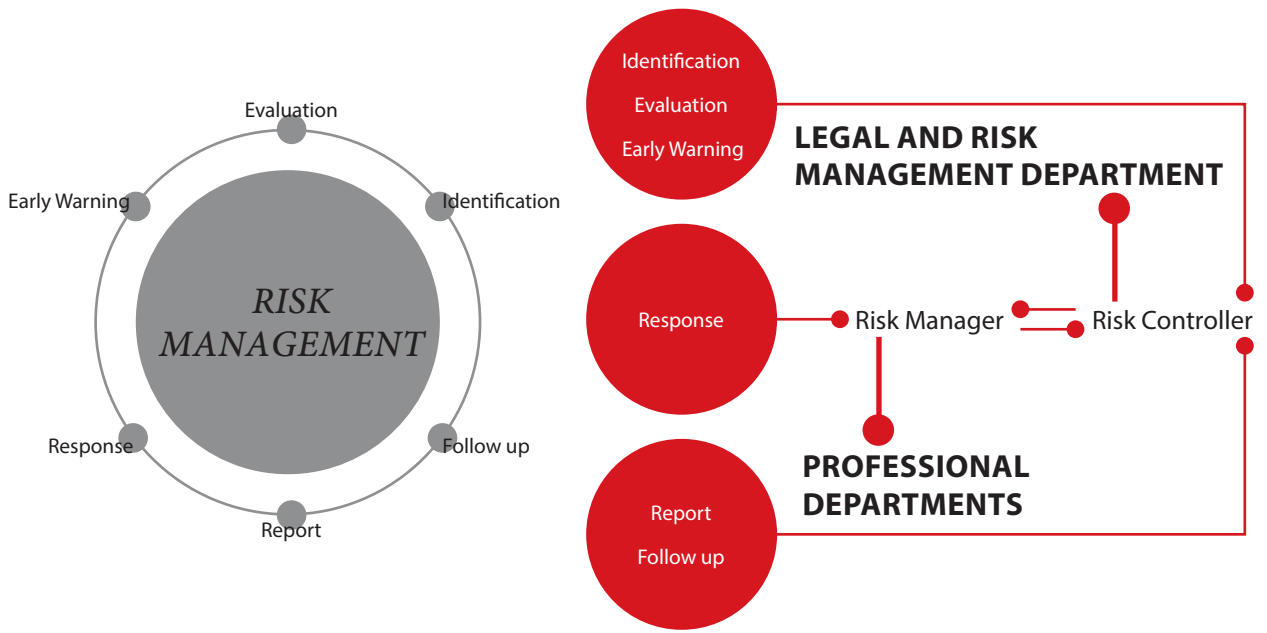 Evaluation
Early Warning
Identification
RISK
MANAGEMENT
Response
Follow up
Report
Identification
Evaluation
Early Warning
LEGAL AND RISK
MANAGEMENT DEPARTMENT
Response
Risk Manager
Risk Controller
PROFESSIONAL
DEPARTMENTS
Report
Follow up